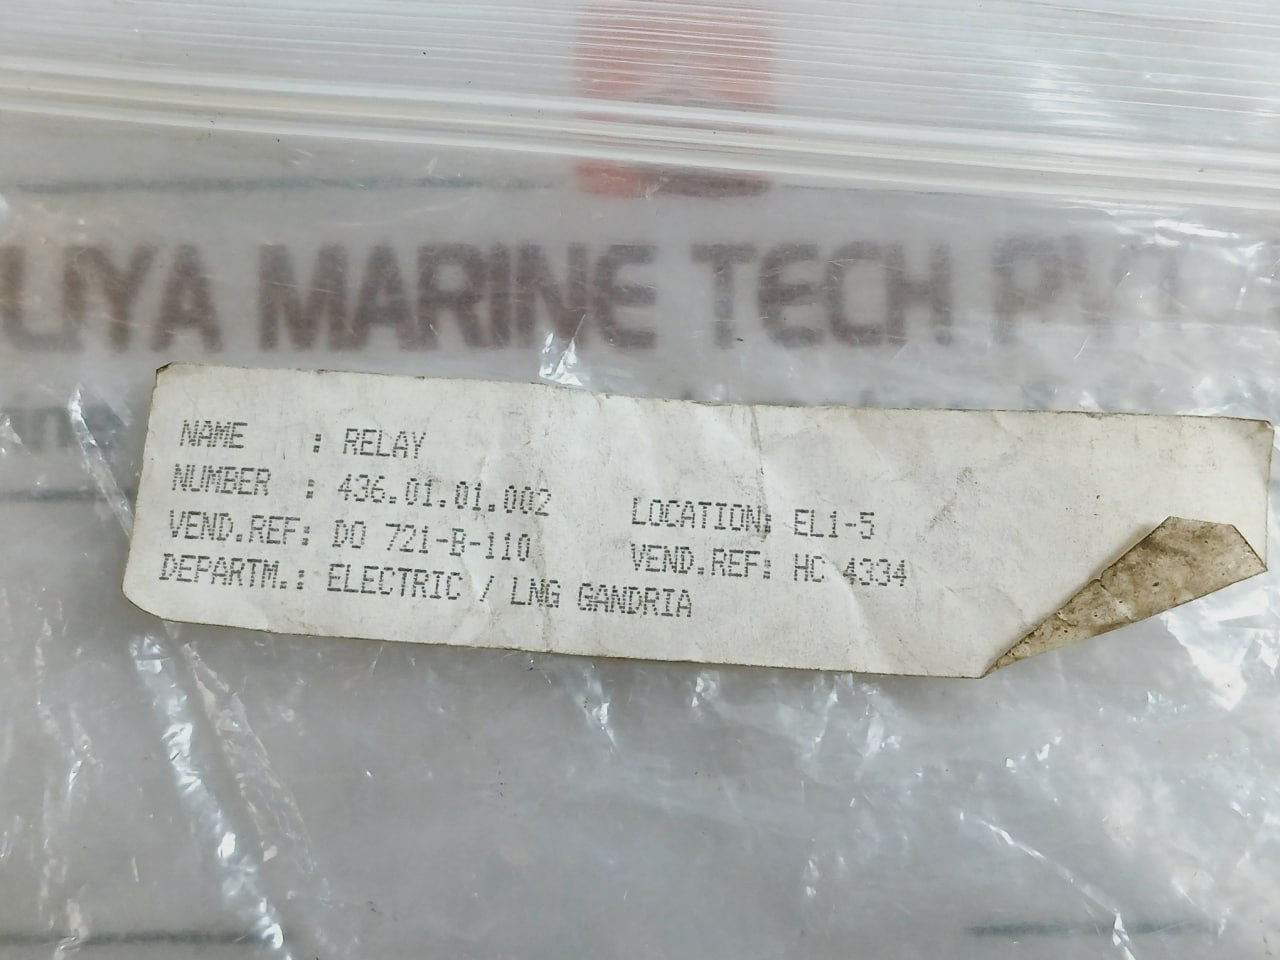 UYA MARINE TECH PVT
NAME : RELAY
NUMBER : 436.01.01.002 LOCATION: EL1-5
VEND.REF: DO 721-B-110 VEND.REF: HC 4334
DEPARTM.: ELECTRIC / LNG GANDRIA